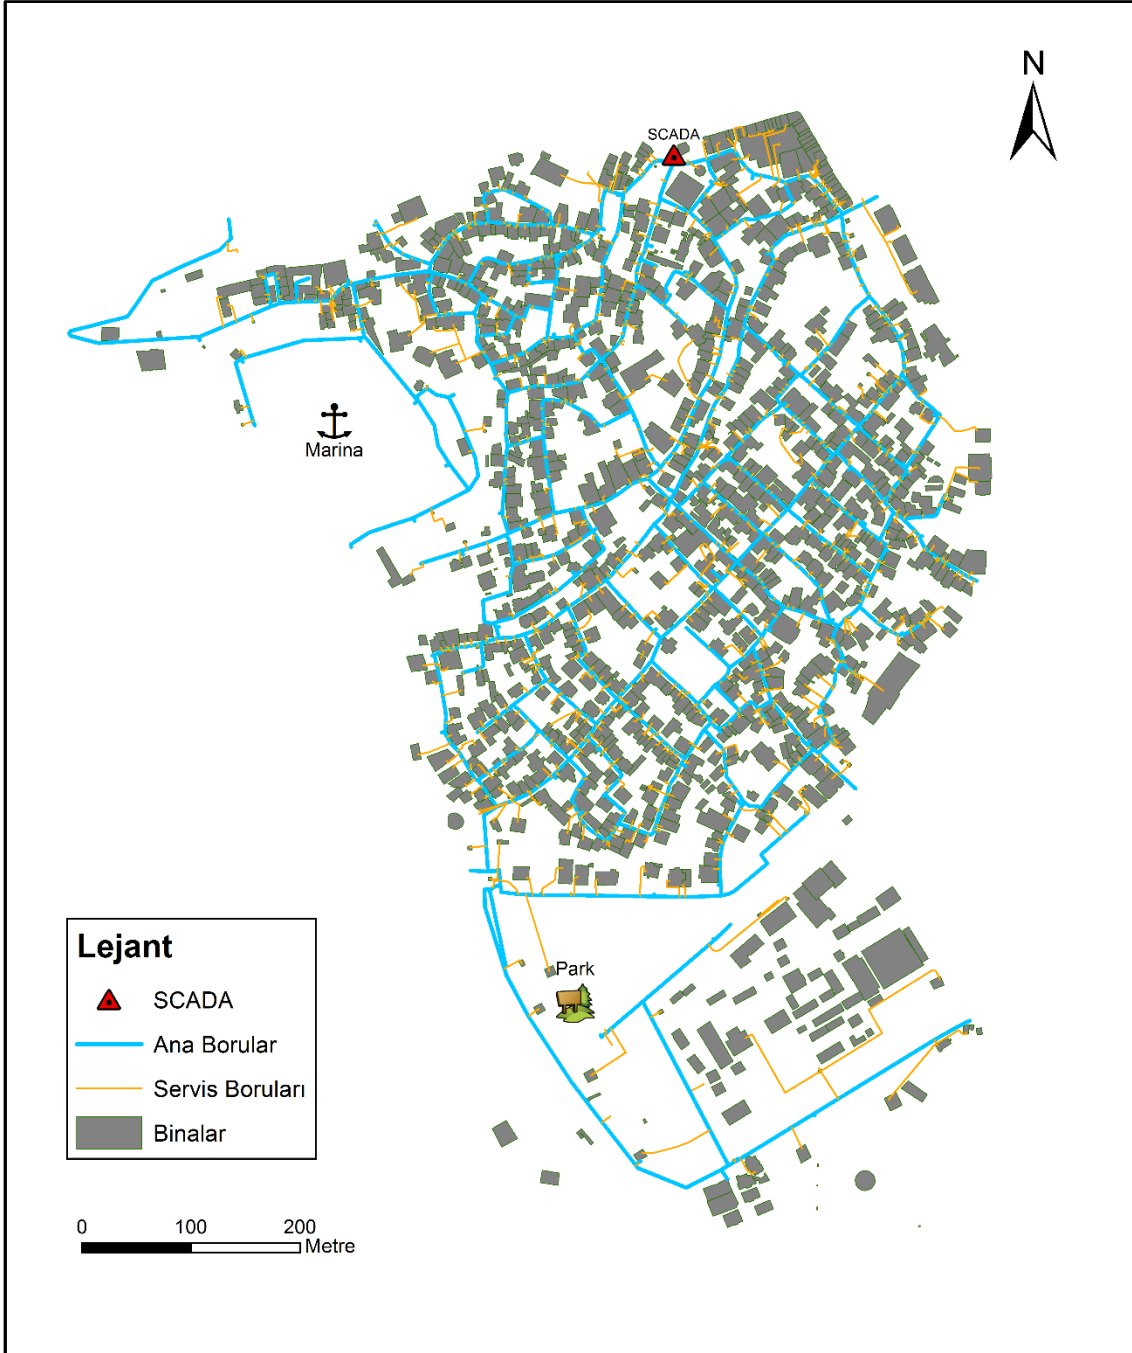 N
SCADA
Marina
Park
Lejant
SCADA
Ana Borular
Servis Boruları
Binalar
0 100 200
Metre